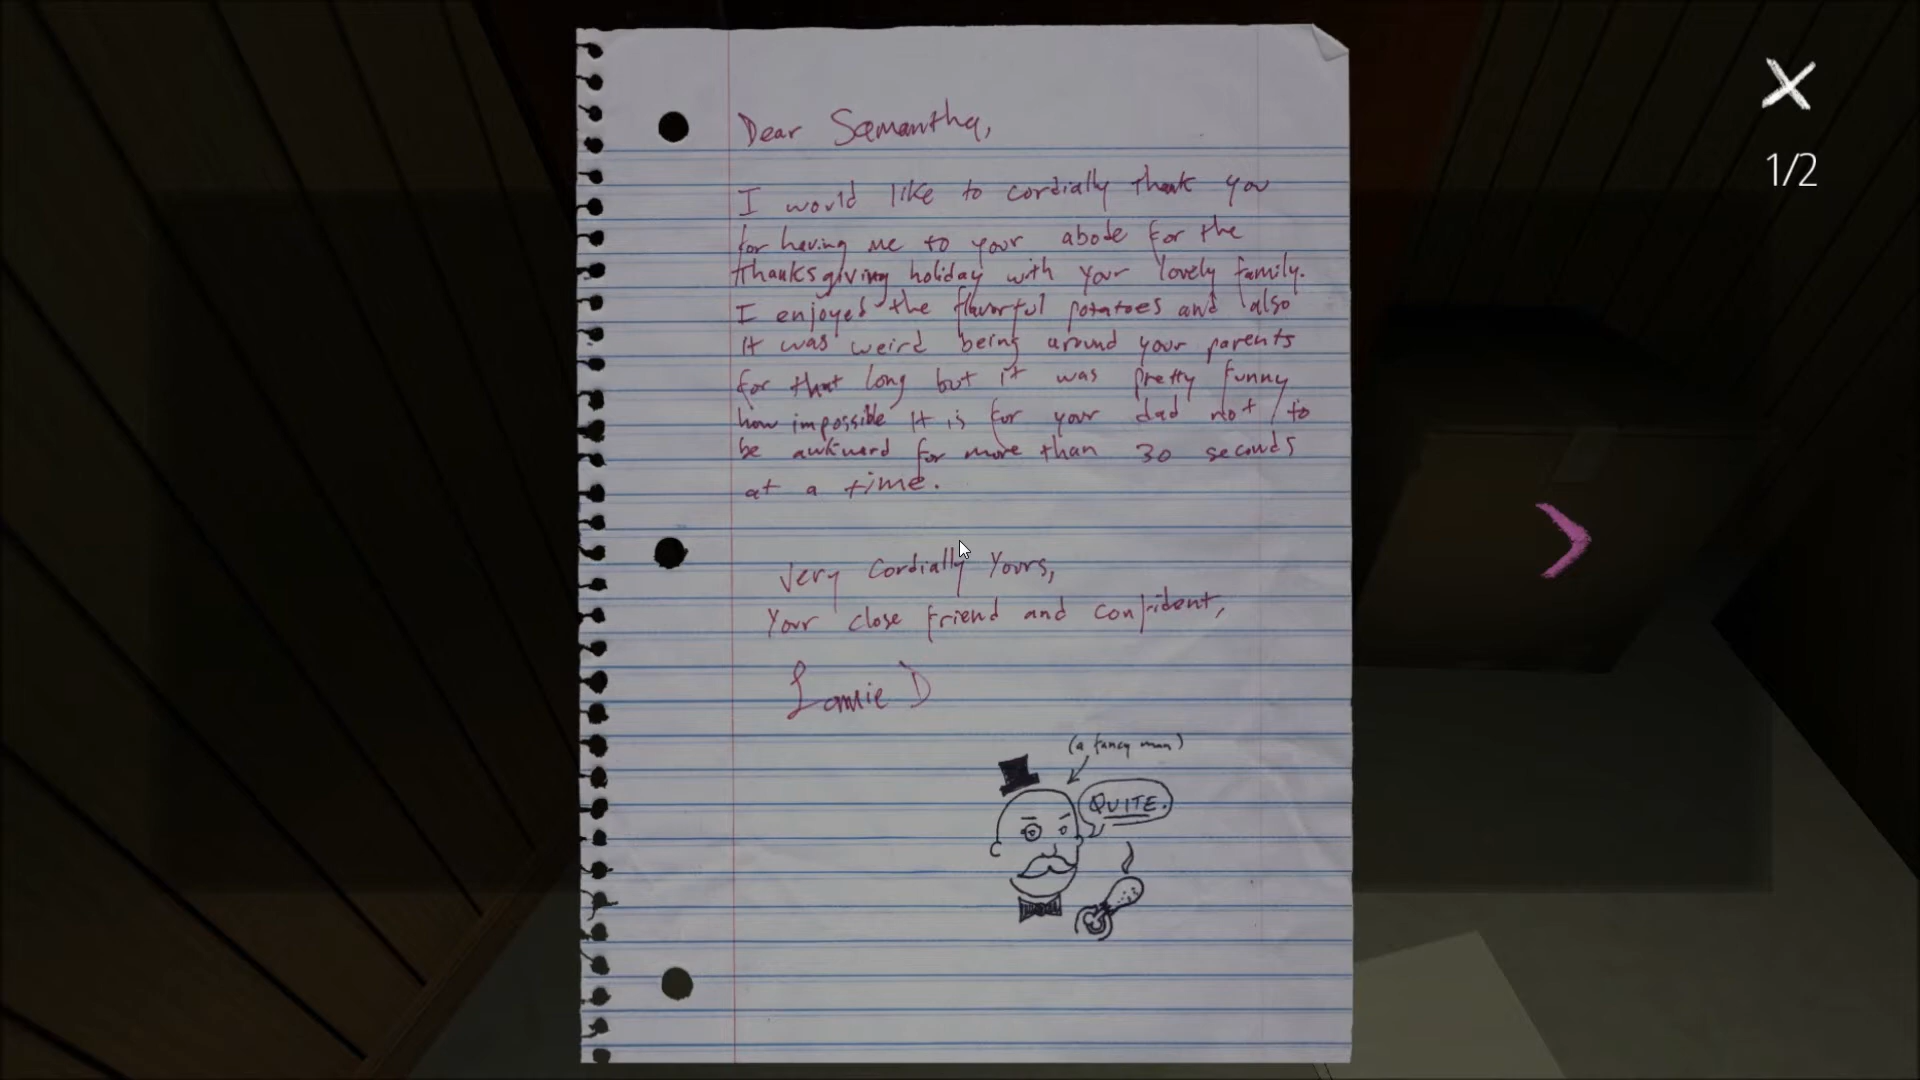 1/2
Dear Samantha,
I would like to cordially thank you
for having me to your abode for the
thanksgiving holiday with your lovely family.
I enjoyed the flavorful potatoes and also
it was weird being around your parents
for that long but it was pretty funny
how impossible it is for your dad not to
be awkward for more than 30 seconds
at a time.
Very Cordially Yours,
Your close friend and confident,
Lonnie D
(a fancy man)
QUITE.